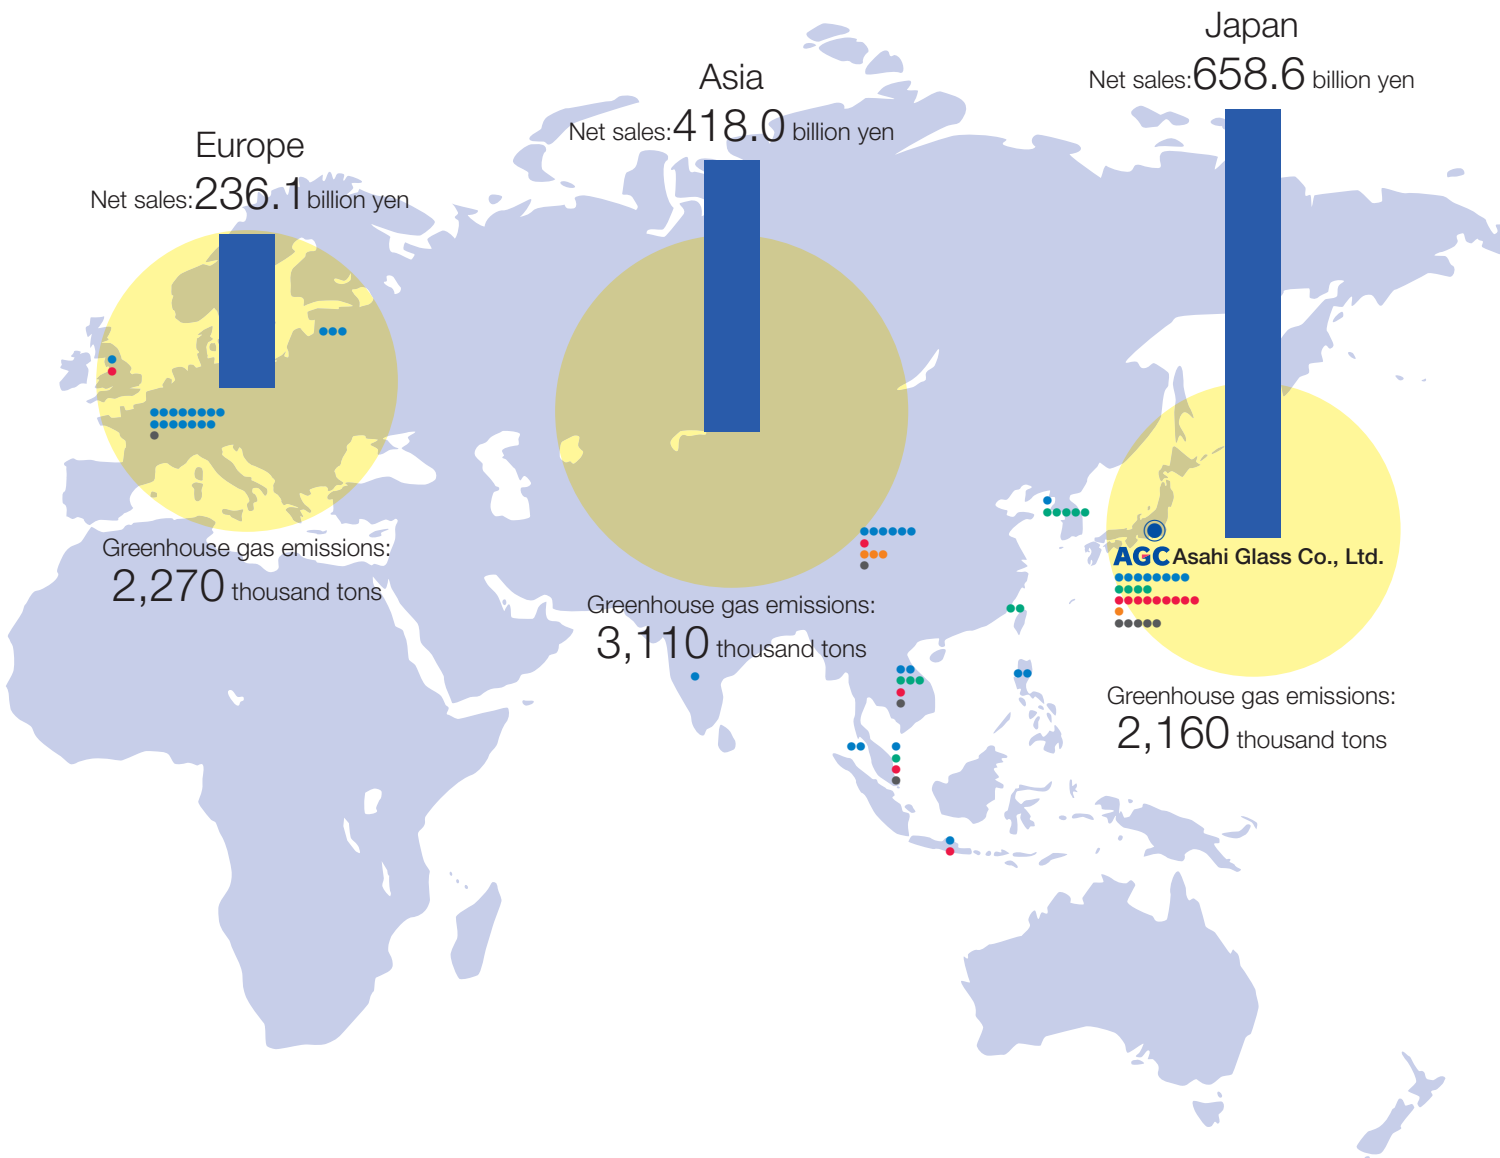 Europe
Net sales:236.1 billion yen
Greenhouse gas emissions:
2,270 thousand tons
Asia
Net sales:418.0 billion yen
Greenhouse gas emissions:
3,110 thousand tons
Japan
Net sales:658.6 billion yen
AGC Asahi Glass Co., Ltd.
Greenhouse gas emissions:
2,160 thousand tons